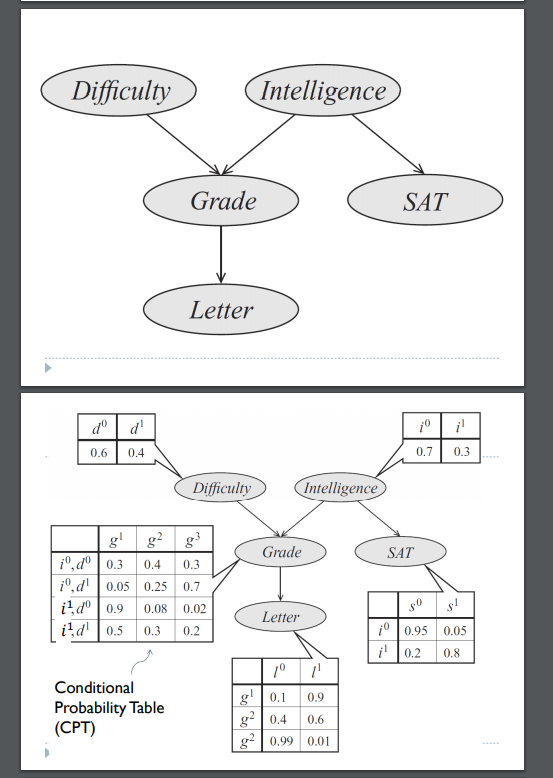 Difficulty
Intelligence
Grade
SAT
Letter
d⁰ d¹
0.6 0.4
i⁰ i¹
0.7 0.3
Difficulty
Intelligence
Grade
SAT
Letter
g¹ g² g³
i⁰,d⁰ 0.3 0.4 0.3
i⁰,d¹ 0.05 0.25 0.7
i¹,d⁰ 0.9 0.08 0.02
i¹,d¹ 0.5 0.3 0.2
s⁰ s¹
i⁰ 0.95 0.05
i¹ 0.2 0.8
l⁰ l¹
g¹ 0.1 0.9
g² 0.4 0.6
g² 0.99 0.01
Conditional
Probability Table
(CPT)